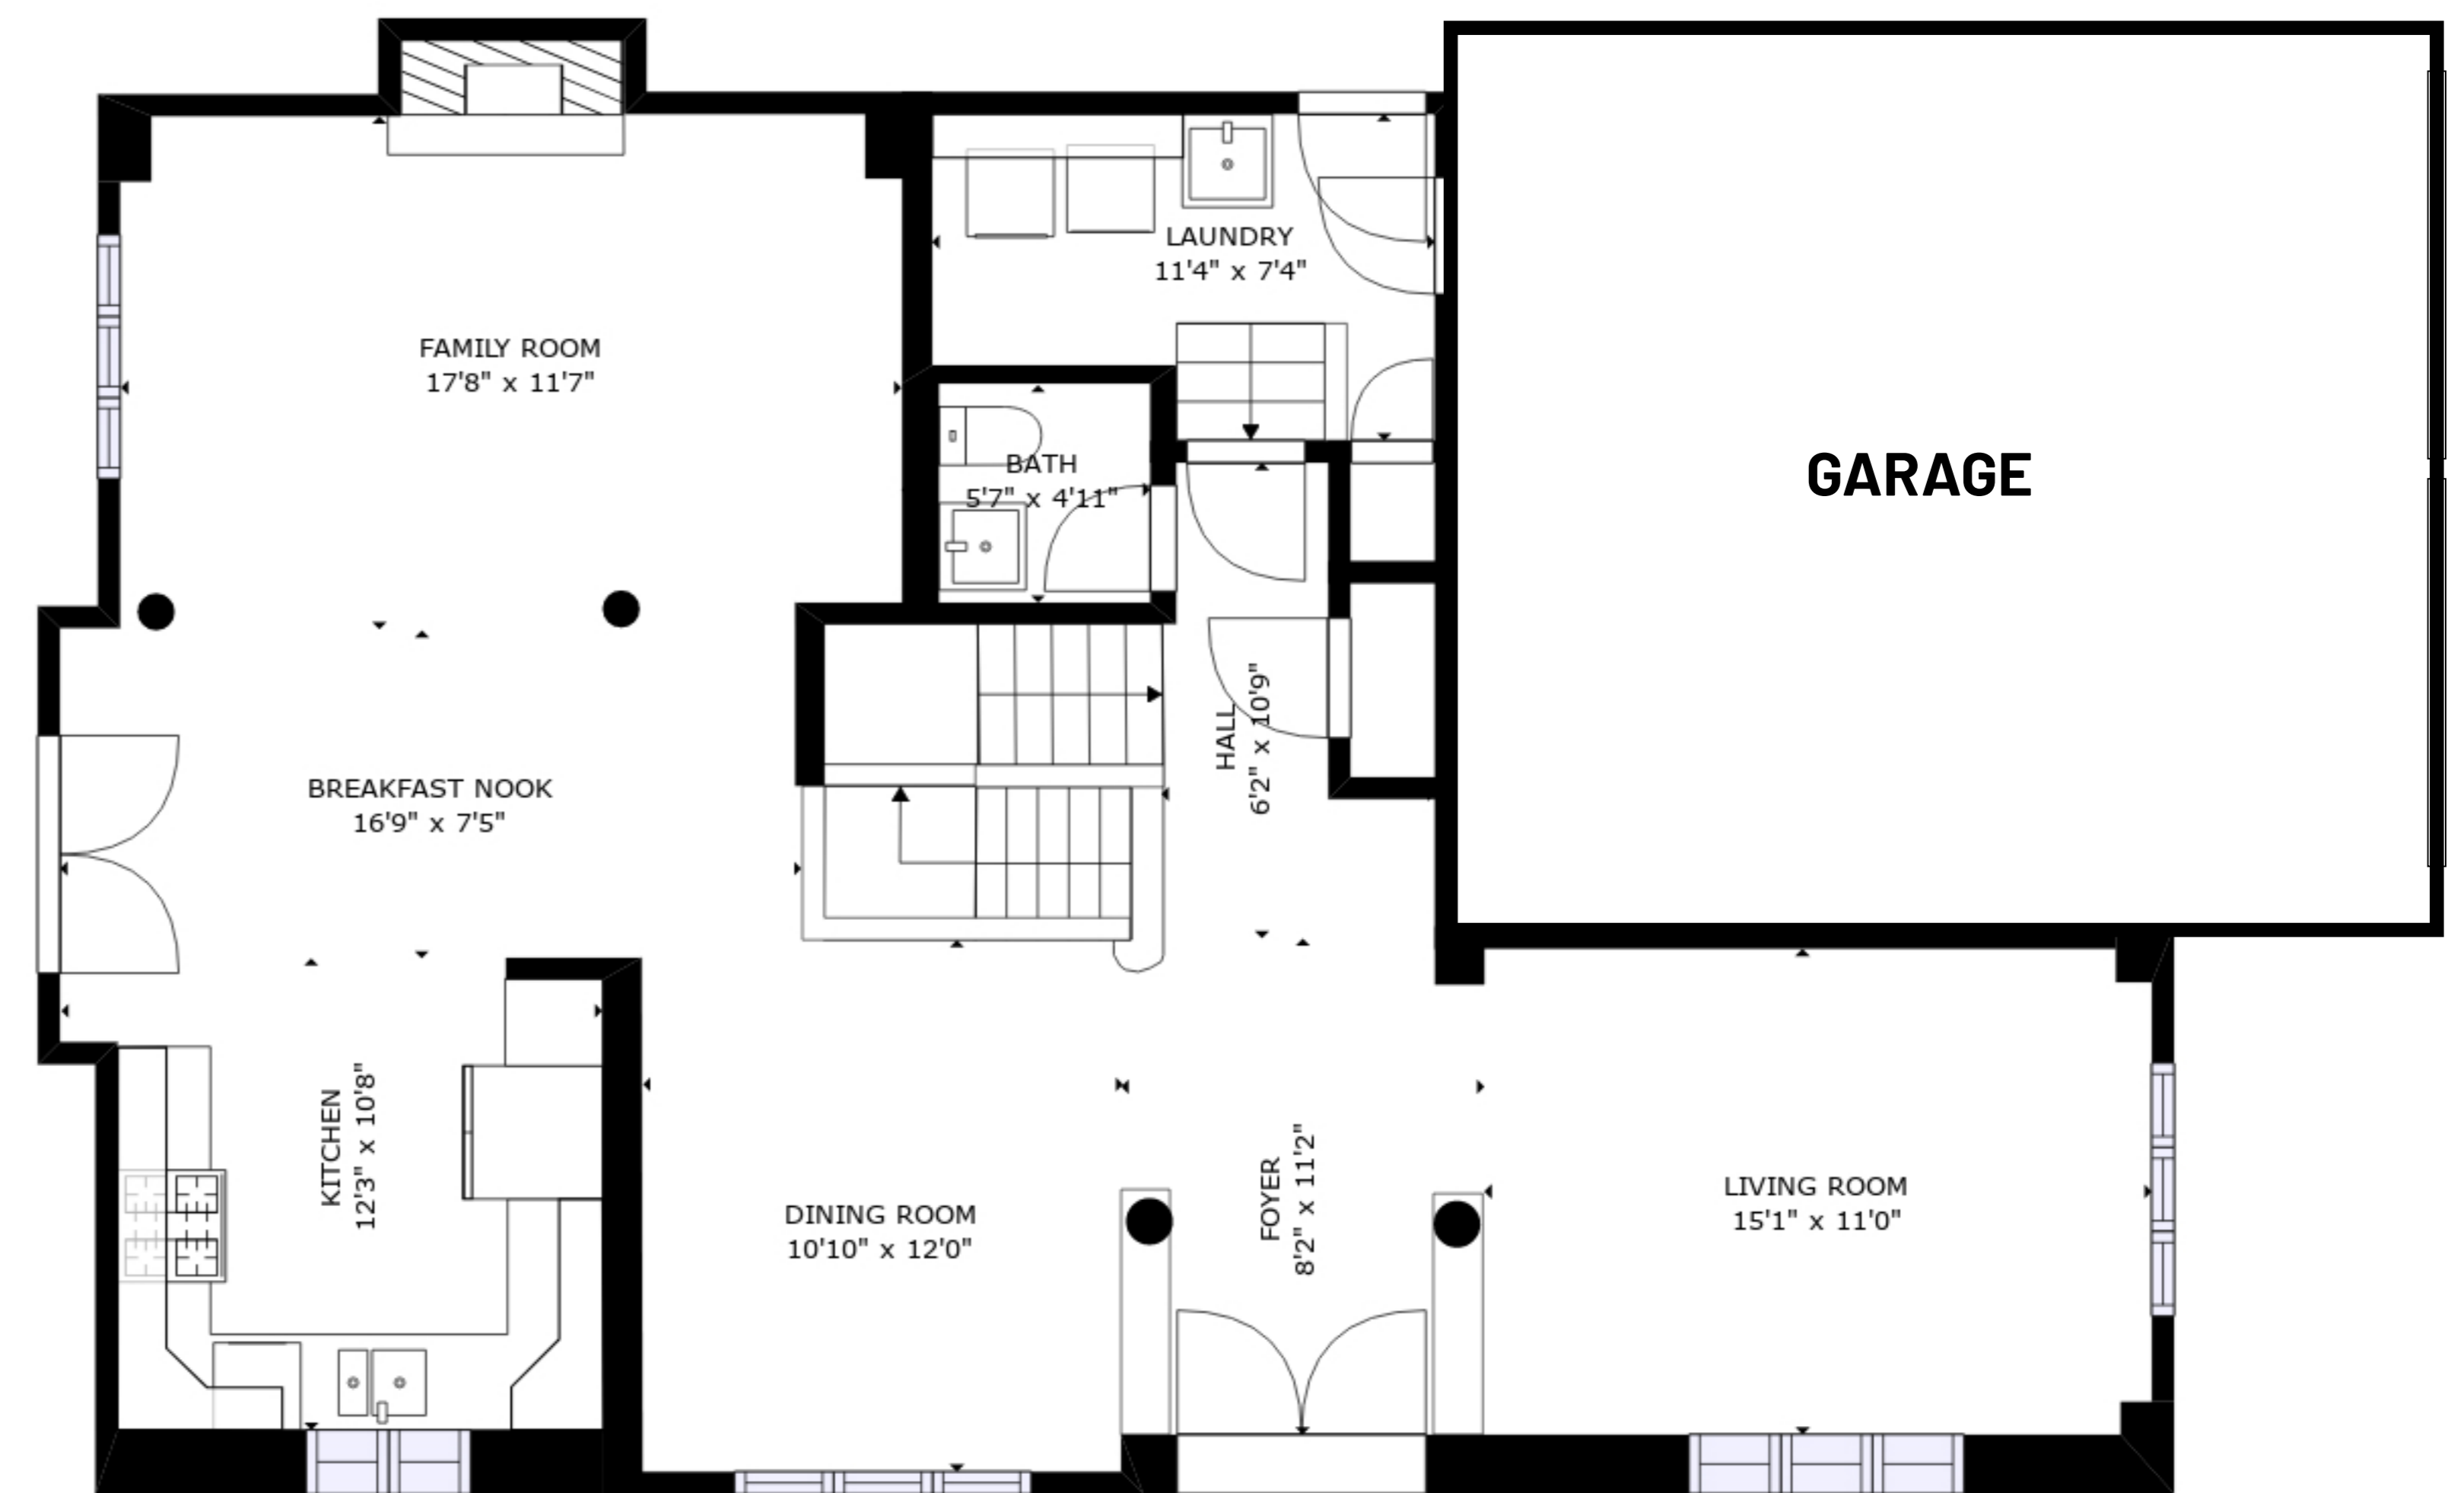 LAUNDRY
11'4" x 7'4"
FAMILY ROOM
17'8" x 11'7"
BATH
5'7" x 4'11"
GARAGE
HALL
6'2" x 10'9"
BREAKFAST NOOK
16'9" x 7'5"
KITCHEN
12'3" x 10'8"
DINING ROOM
10'10" x 12'0"
FOYER
8'2" x 11'2"
LIVING ROOM
15'1" x 11'0"